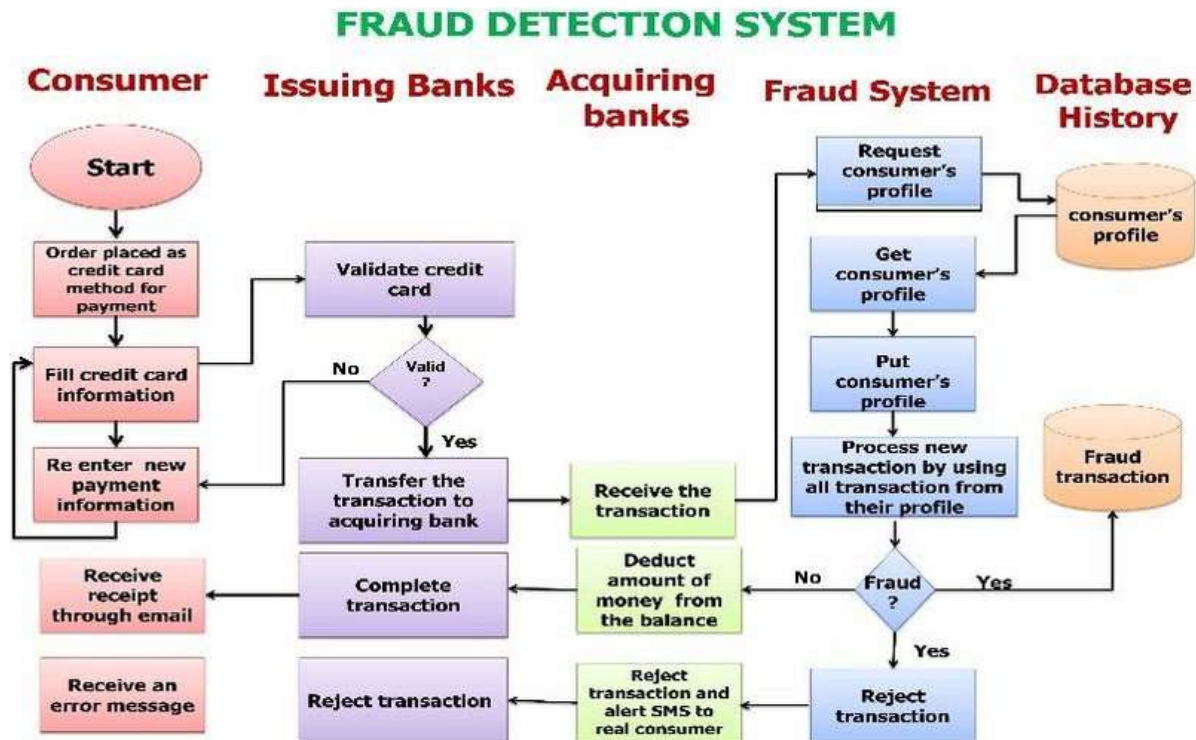 FRAUD DETECTION SYSTEM
Consumer
Issuing Banks
Acquiring
banks
Fraud System
Database
History
Start
Order placed as
credit card
method for
payment
Fill credit card
information
Re enter new
payment
information
Receive
receipt
through email
Receive an
error message
Validate credit
card
Valid
?
No
Yes
Transfer the
transaction to
acquiring bank
Complete
transaction
Reject transaction
Receive the
transaction
Deduct
amount of
money from
the balance
Reject
transaction and
alert SMS to
real consumer
Request
consumer's
profile
Get
consumer's
profile
Put
consumer's
profile
Process new
transaction by using
all transaction from
their profile
Fraud
?
No
Yes
Yes
Reject
transaction
consumer's
profile
Fraud
transaction